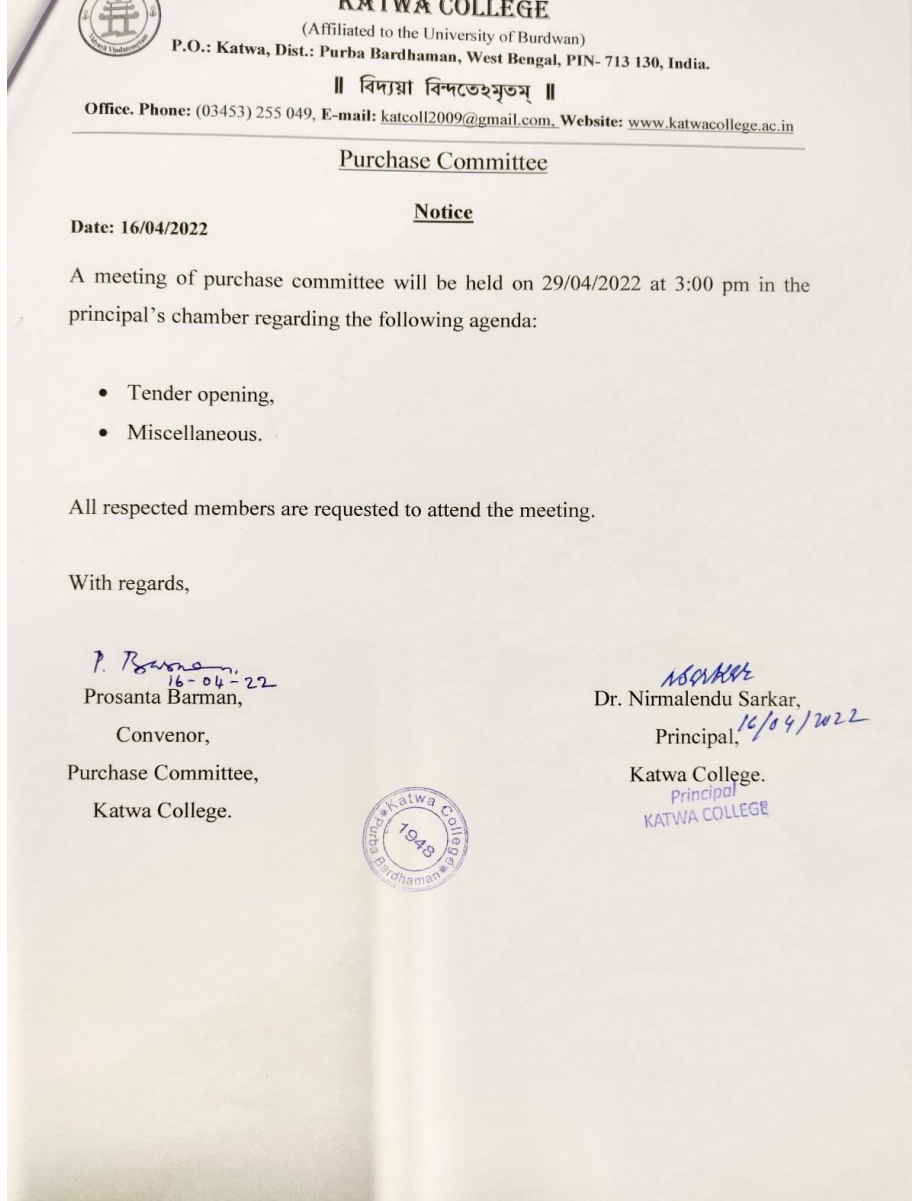 KATWA COLLEGE
(Affiliated to the University of Burdwan)
P.O.: Katwa, Dist.: Purba Bardhaman, West Bengal, PIN- 713 130, India.
॥ বিদ্যয়া বিন্দতেঽমৃতম্ ॥
Office. Phone: (03453) 255 049, E-mail: katcoll2009@gmail.com, Website: www.katwacollege.ac.in
Purchase Committee
Notice
Date: 16/04/2022
A meeting of purchase committee will be held on 29/04/2022 at 3:00 pm in the
principal's chamber regarding the following agenda:
• Tender opening,
• Miscellaneous.
All respected members are requested to attend the meeting.
With regards,
P. Barman.
16-04-22
Prosanta Barman,
Convenor,
Purchase Committee,
Katwa College.
NSarkar
Dr. Nirmalendu Sarkar,
16/04/2022
Principal,
Katwa College.
Principal
KATWA COLLEGE
Katwa College
Purba Bardhaman
1948